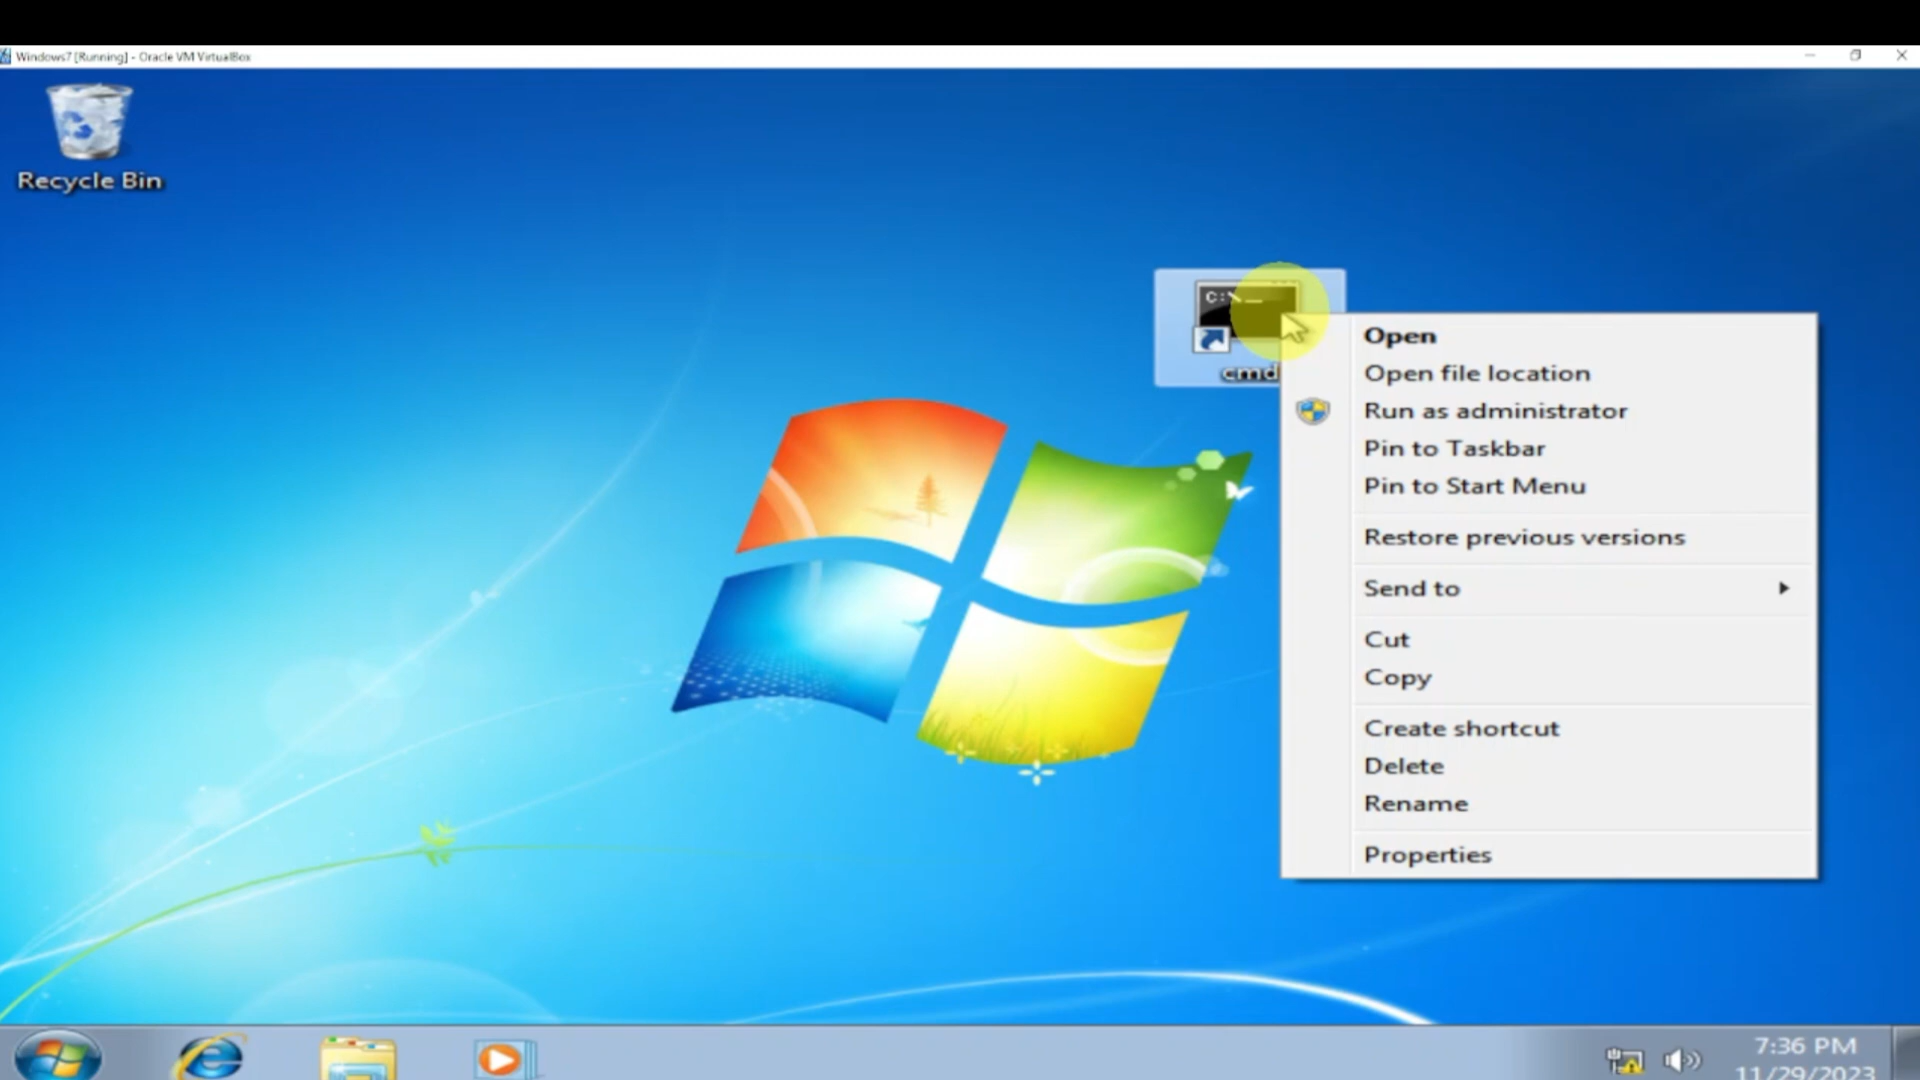 Windows7 [Running] - Oracle VM VirtualBox
Recycle Bin
C:\
cmd
Open
Open file location
Run as administrator
Pin to Taskbar
Pin to Start Menu
Restore previous versions
Send to
Cut
Copy
Create shortcut
Delete
Rename
Properties
7:36 PM
11/29/2023